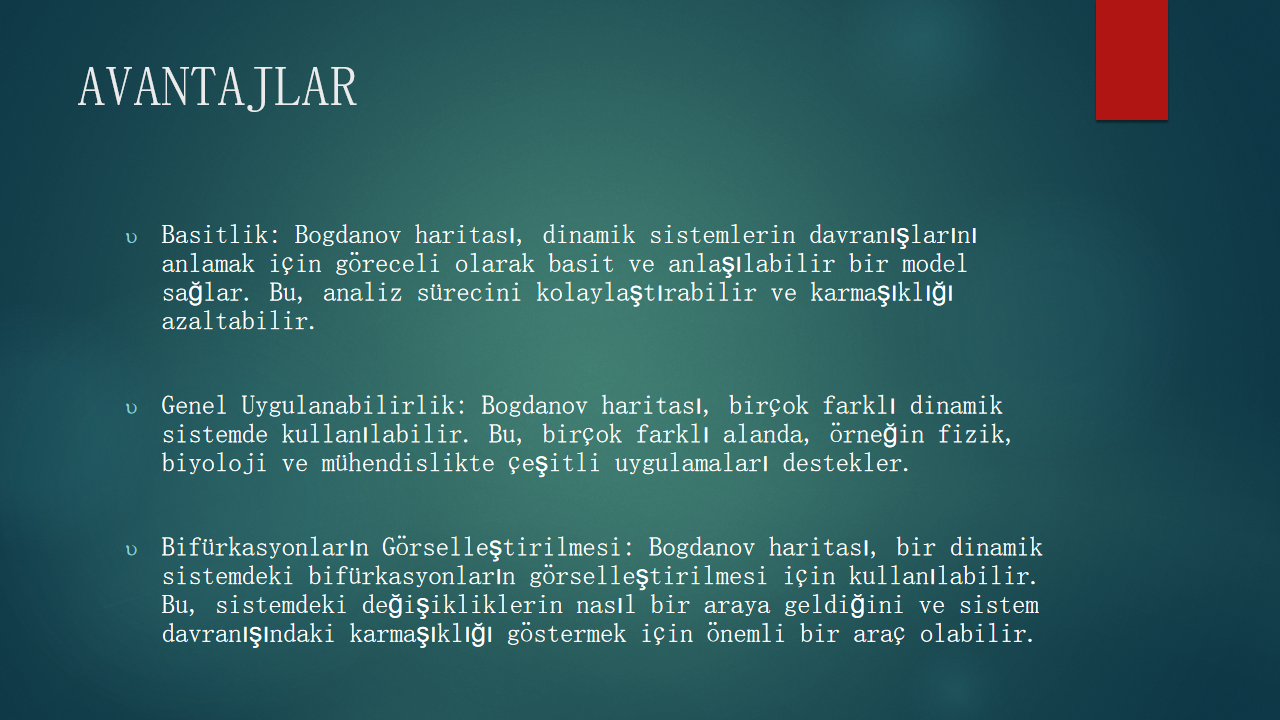 AVANTAJLAR
Basitlik: Bogdanov haritası, dinamik sistemlerin davranışlarını
anlamak için göreceli olarak basit ve anlaşılabilir bir model
sağlar. Bu, analiz sürecini kolaylaştırabilir ve karmaşıklığı
azaltabilir.
Genel Uygulanabilirlik: Bogdanov haritası, birçok farklı dinamik
sistemde kullanılabilir. Bu, birçok farklı alanda, örneğin fizik,
biyoloji ve mühendislikte çeşitli uygulamaları destekler.
Bifürkasyonların Görselleştirilmesi: Bogdanov haritası, bir dinamik
sistemdeki bifürkasyonların görselleştirilmesi için kullanılabilir.
Bu, sistemdeki değişikliklerin nasıl bir araya geldiğini ve sistem
davranışındaki karmaşıklığı göstermek için önemli bir araç olabilir.